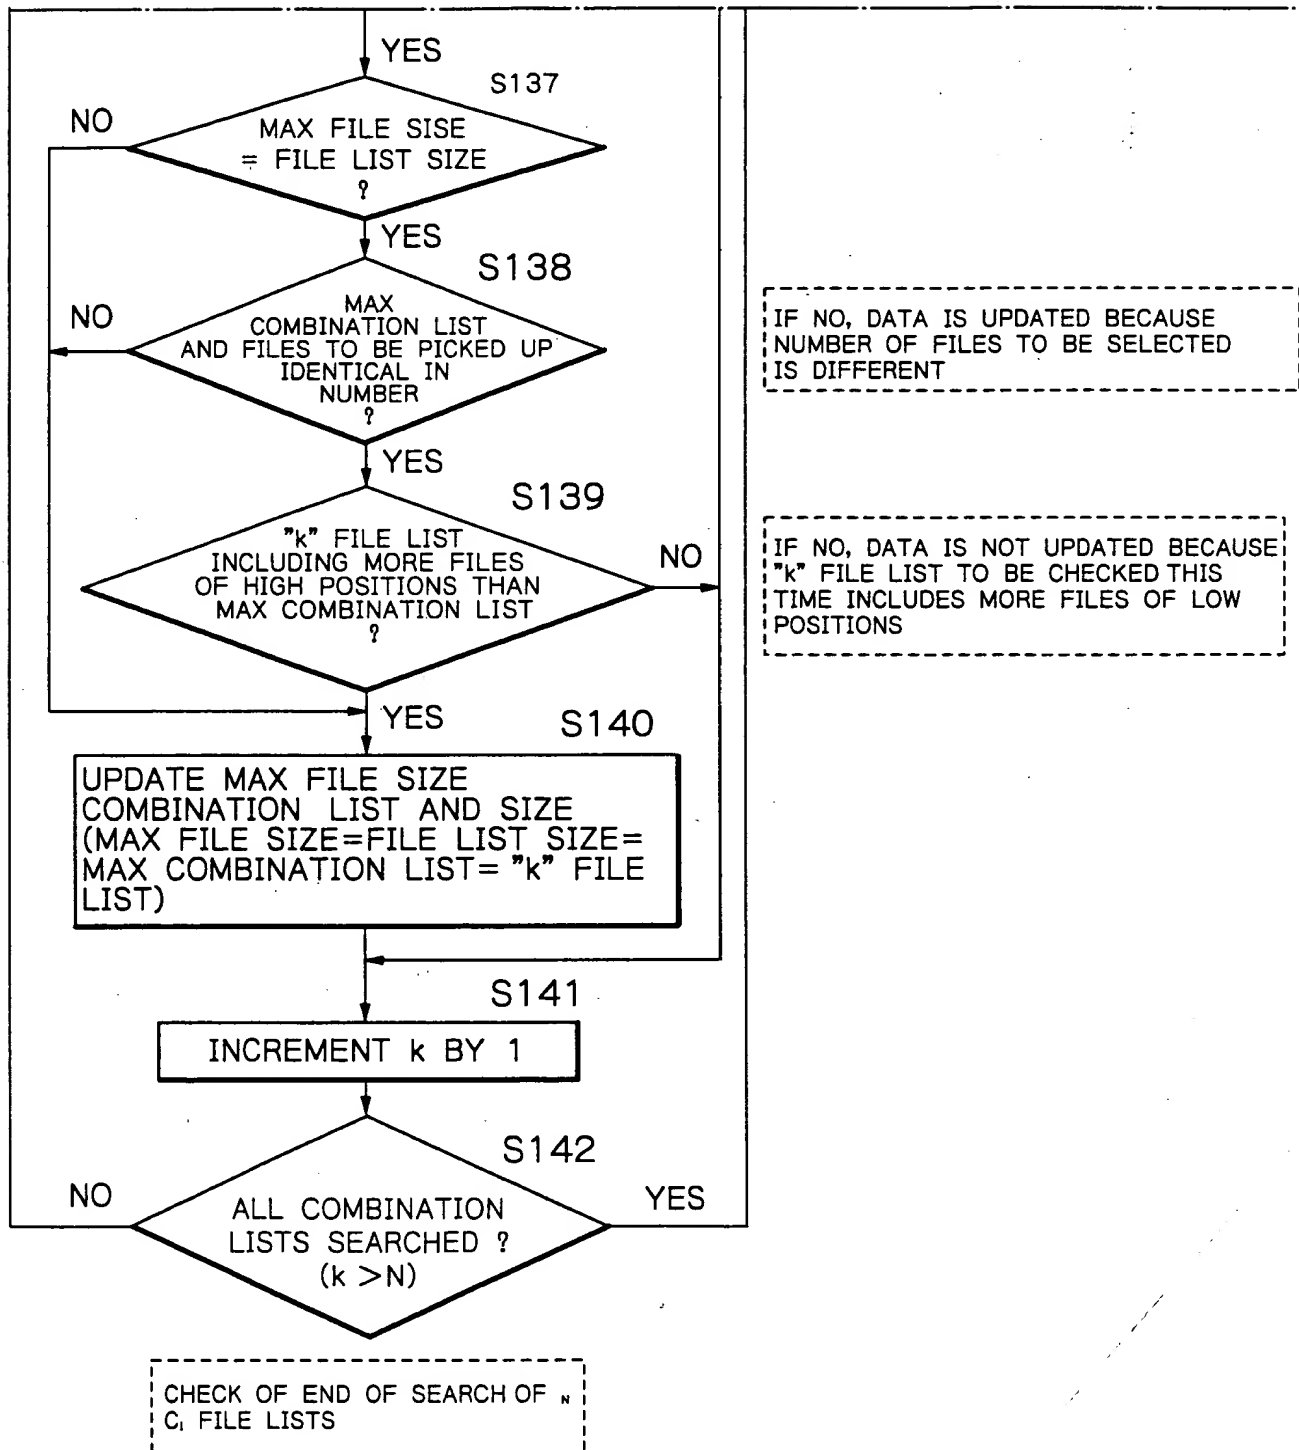 YES
S137
NO
MAX FILE SISE
= FILE LIST SIZE
?
YES
S138
NO
MAX
COMBINATION LIST
AND FILES TO BE PICKED UP
IDENTICAL IN
NUMBER
?
IF NO, DATA IS UPDATED BECAUSE
NUMBER OF FILES TO BE SELECTED
IS DIFFERENT
YES
S139
"k" FILE LIST
INCLUDING MORE FILES
OF HIGH POSITIONS THAN
MAX COMBINATION LIST
?
NO
IF NO, DATA IS NOT UPDATED BECAUSE
"k" FILE LIST TO BE CHECKED THIS
TIME INCLUDES MORE FILES OF LOW
POSITIONS
YES
S140
UPDATE MAX FILE SIZE
COMBINATION LIST AND SIZE
(MAX FILE SIZE=FILE LIST SIZE=
MAX COMBINATION LIST= "k" FILE
LIST)
S141
INCREMENT k BY 1
S142
NO
YES
ALL COMBINATION
LISTS SEARCHED ?
(k >N)
CHECK OF END OF SEARCH OF N
CI FILE LISTS